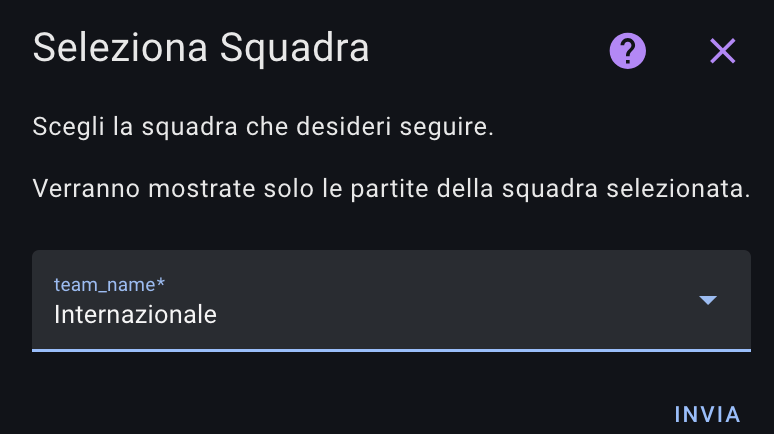 Seleziona Squadra
Scegli la squadra che desideri seguire.
Verranno mostrate solo le partite della squadra selezionata.
team_name*
Internazionale
INVIA